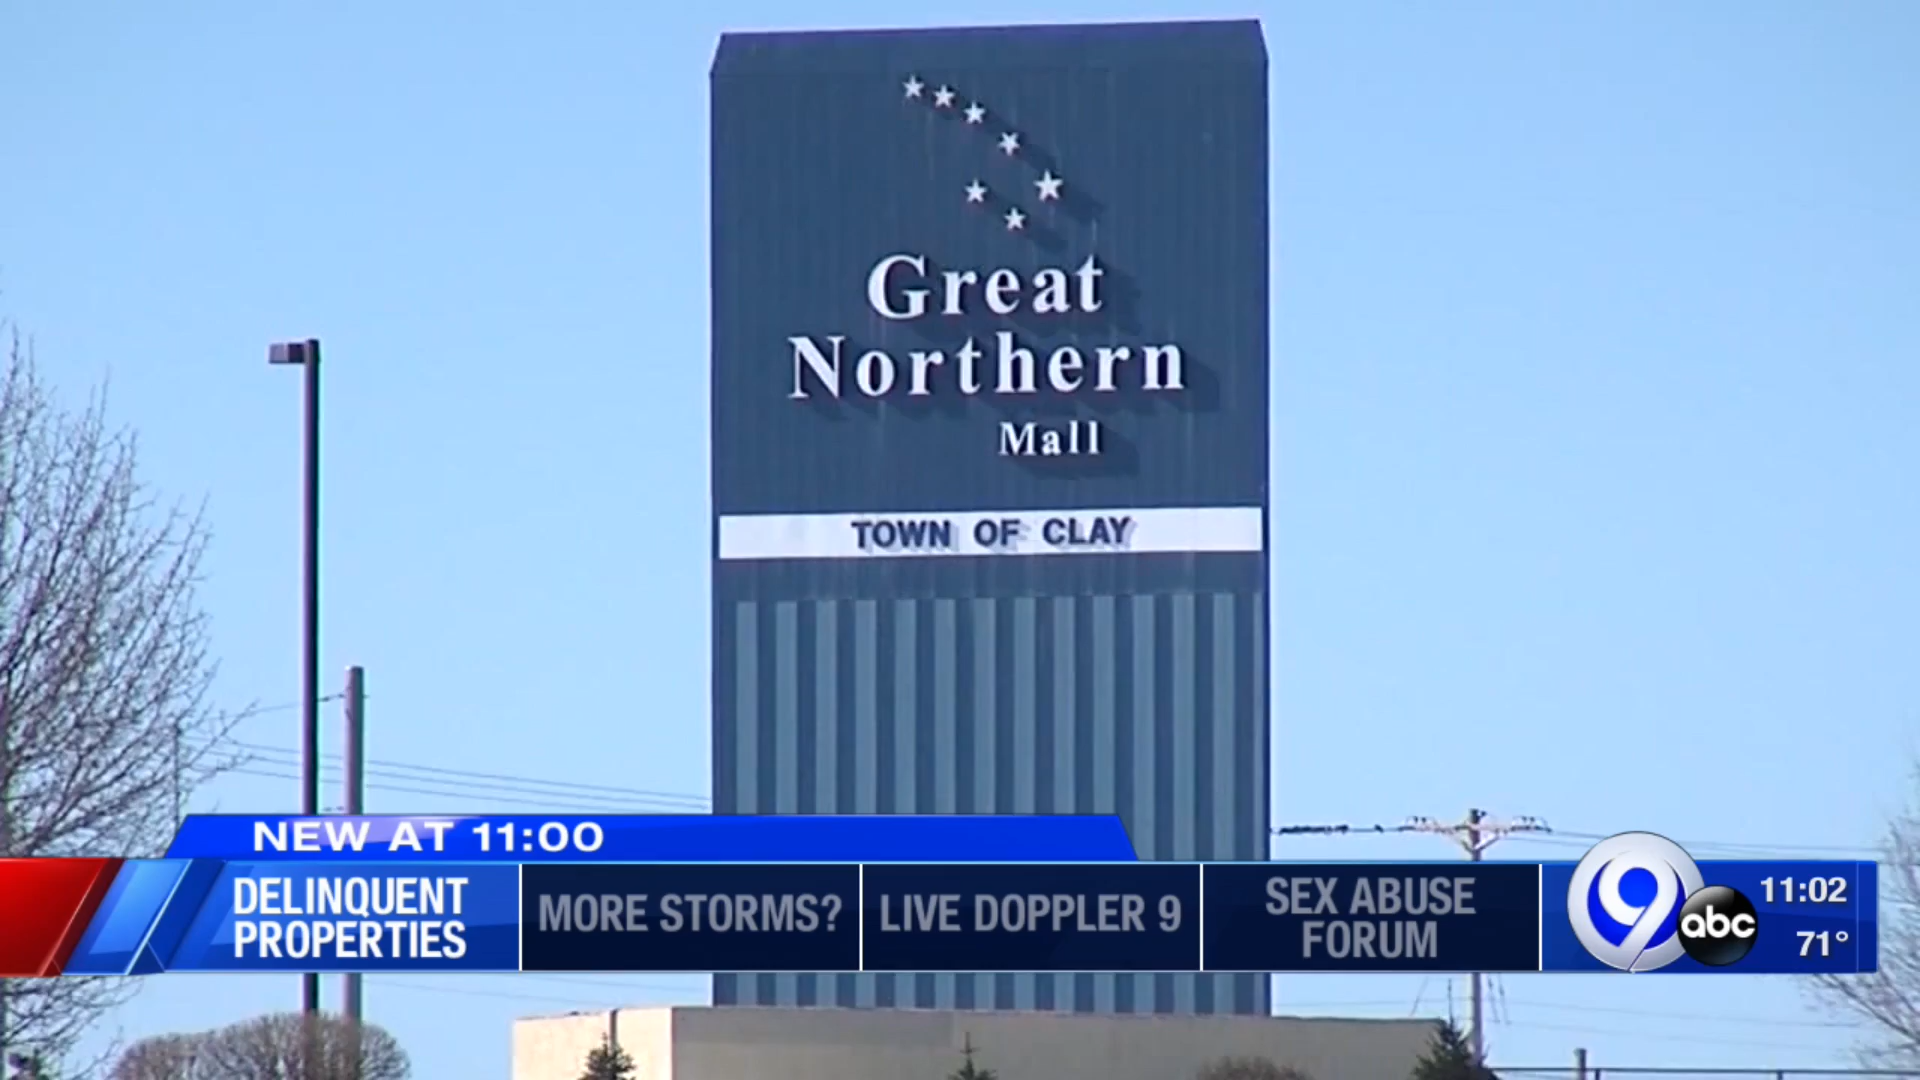 Great
Northern
Mall
TOWN OF CLAY
NEW AT 11:00
DELINQUENT
PROPERTIES
MORE STORMS?
LIVE DOPPLER 9
SEX ABUSE
FORUM
9
abc
11:02
71°